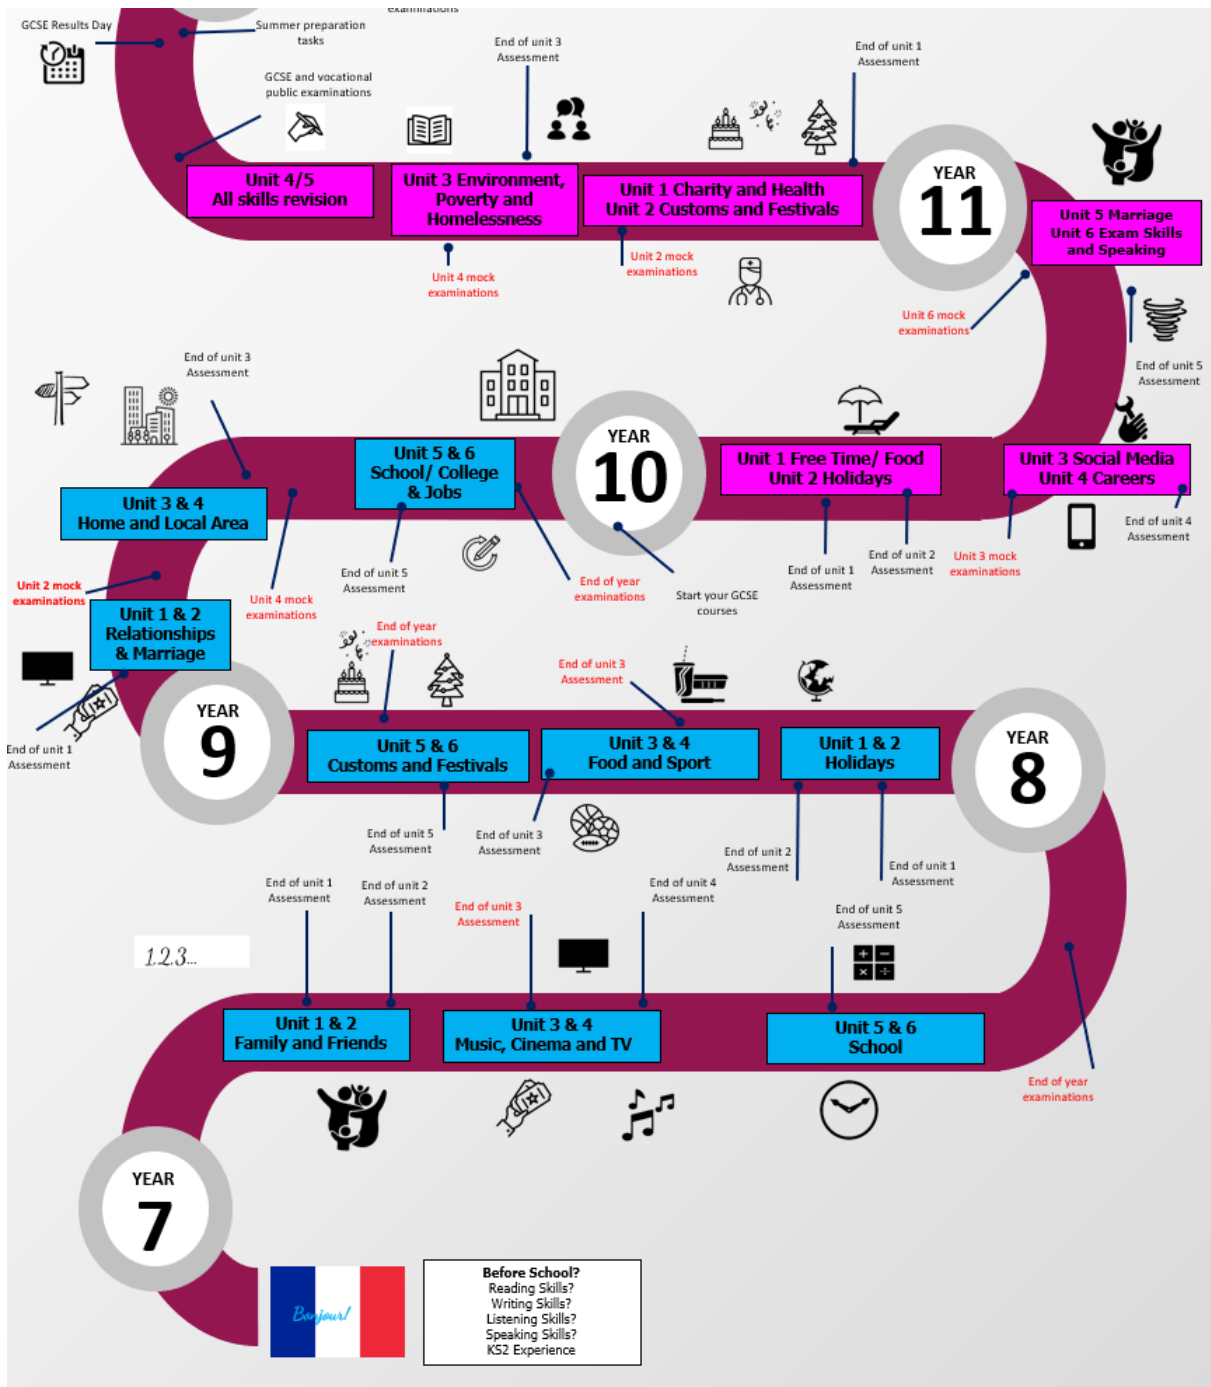 examinations
GCSE Results Day
Summer preparation
tasks
GCSE and vocational
public examinations
End of unit 3
Assessment
End of unit 1
Assessment
Unit 4/5
All skills revision
Unit 3 Environment,
Poverty and
Homelessness
Unit 1 Charity and Health
Unit 2 Customs and Festivals
YEAR
11
Unit 5 Marriage
Unit 6 Exam Skills
and Speaking
Unit 4 mock
examinations
Unit 2 mock
examinations
Unit 6 mock
examinations
End of unit 5
Assessment
End of unit 3
Assessment
Unit 3 & 4
Home and Local Area
Unit 5 & 6
School/ College
& Jobs
YEAR
10
Unit 1 Free Time/ Food
Unit 2 Holidays
Unit 3 Social Media
Unit 4 Careers
End of unit 4
Assessment
Unit 2 mock
examinations
Unit 4 mock
examinations
End of unit 5
Assessment
End of year
examinations
Start your GCSE
courses
End of unit 1
Assessment
End of unit 2
Assessment
Unit 3 mock
examinations
Unit 1 & 2
Relationships
& Marriage
End of unit 1
Assessment
End of year
examinations
End of unit 3
Assessment
YEAR
9
Unit 5 & 6
Customs and Festivals
Unit 3 & 4
Food and Sport
Unit 1 & 2
Holidays
YEAR
8
End of unit 5
Assessment
End of unit 3
Assessment
End of unit 2
Assessment
End of unit 1
Assessment
End of unit 1
Assessment
End of unit 2
Assessment
End of unit 3
Assessment
End of unit 4
Assessment
End of unit 5
Assessment
1,2,3...
+ −
× ÷
Unit 1 & 2
Family and Friends
Unit 3 & 4
Music, Cinema and TV
Unit 5 & 6
School
End of year
examinations
YEAR
7
Bonjour!
Before School?
Reading Skills?
Writing Skills?
Listening Skills?
Speaking Skills?
KS2 Experience